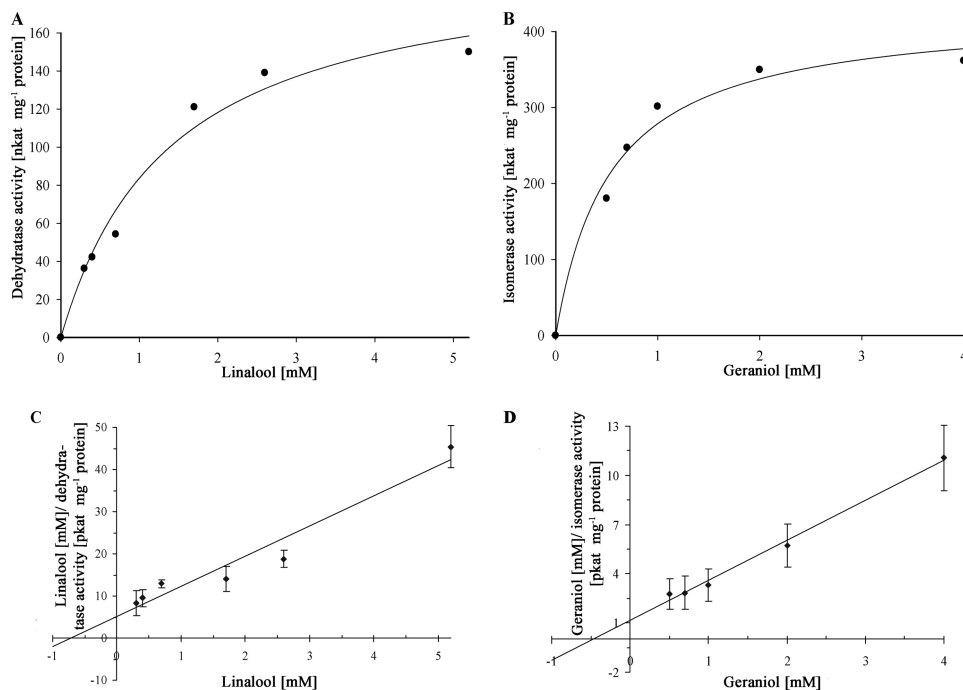 A
Dehydratase activity [nkat mg⁻¹ protein]
160
140
120
100
80
60
40
20
0
0 1 2 3 4 5
Linalool [mM]
B
Isomerase activity [nkat mg⁻¹ protein]
400
300
200
100
0
0 1 2 3 4
Geraniol [mM]
C
Linalool [mM]/ dehydra-
tase activity [pkat mg⁻¹ protein]
50
40
30
20
10
0
-10
-1 0 1 2 3 4 5
Linalool [mM]
D
Geraniol [mM]/ isomerase activity
[pkat mg⁻¹ protein]
13
10
7
4
1
-2
-1 0 1 2 3 4
Geraniol [mM]